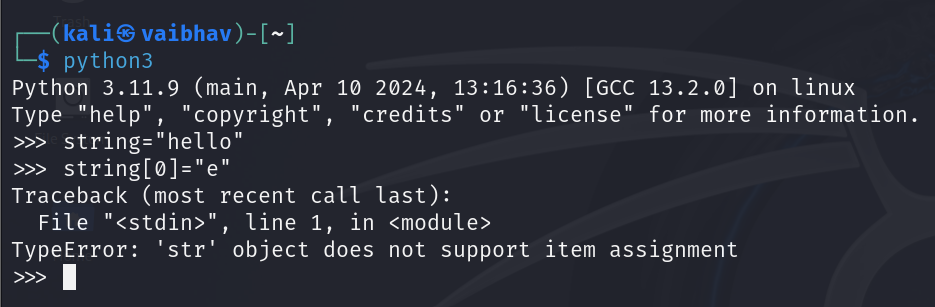 ┌──(kali㉿vaibhav)-[~]
└─$ python3
Python 3.11.9 (main, Apr 10 2024, 13:16:36) [GCC 13.2.0] on linux
Type "help", "copyright", "credits" or "license" for more information.
>>> string="hello"
>>> string[0]="e"
Traceback (most recent call last):
  File "<stdin>", line 1, in <module>
TypeError: 'str' object does not support item assignment
>>>